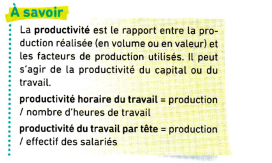 À savoir
La productivité est le rapport entre la pro-
duction réalisée (en volume ou en valeur) et
les facteurs de production utilisés. Il peut
s'agir de la productivité du capital ou du
travail.
productivité horaire du travail = production
/ nombre d'heures de travail
productivité du travail par tête = production
/ effectif des salariés